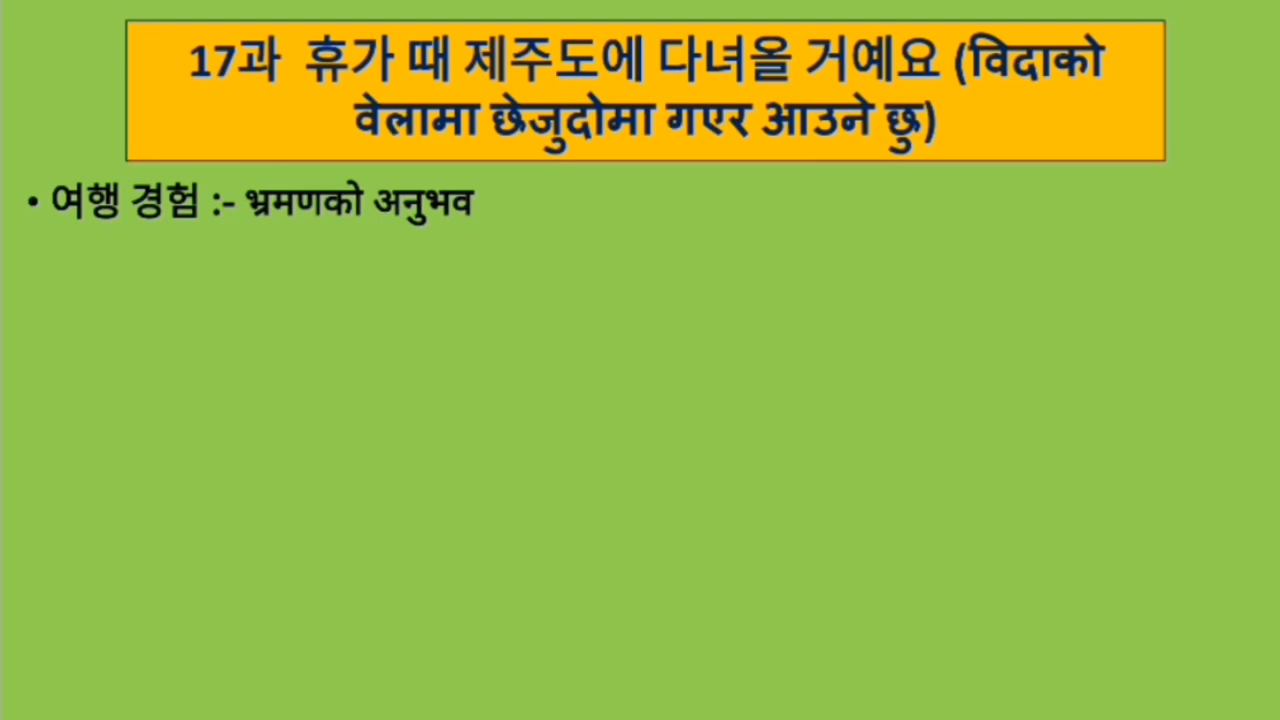 17과 휴가 때 제주도에 다녀올 거예요 (विदाको
वेलामा छेजुदोमा गएर आउने छु)
• 여행 경험 :- भ्रमणको अनुभव